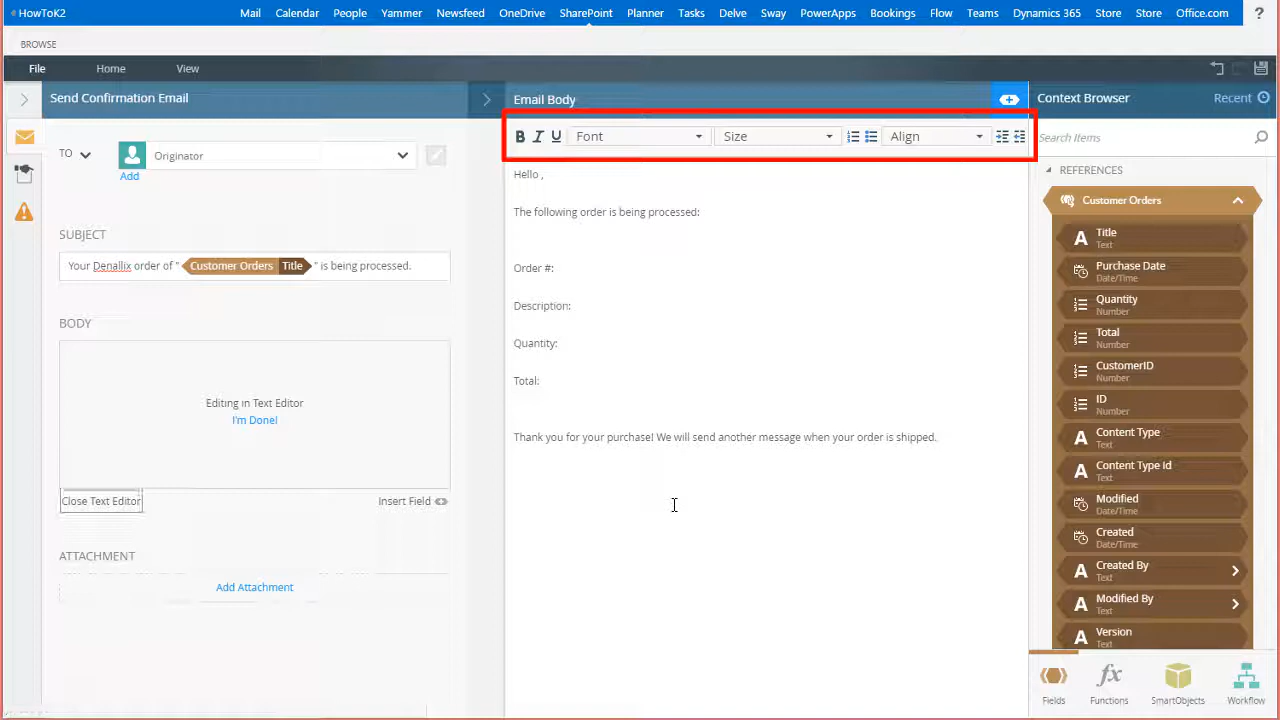 HowToK2 Mail Calendar People Yammer Newsfeed OneDrive SharePoint Planner Tasks Delve Sway PowerApps Bookings Flow Teams Dynamics 365 Store Store Office.com ?
BROWSE
File Home View
Send Confirmation Email
TO
Originator
Add
SUBJECT
Your Denallix order of " Customer Orders Title " is being processed.
BODY
Editing in Text Editor
I'm Done!
Close Text Editor Insert Field
ATTACHMENT
Add Attachment
Email Body
B I U Font Size Align
Hello ,
The following order is being processed:
Order #:
Description:
Quantity:
Total:
Thank you for your purchase! We will send another message when your order is shipped.
Context Browser Recent
Search Items
REFERENCES
Customer Orders
A Title
Text
Purchase Date
Date/Time
Quantity
Number
Total
Number
CustomerID
Number
ID
Number
A Content Type
Text
A Content Type Id
Text
Modified
Date/Time
Created
Date/Time
A Created By
Text
A Modified By
Text
A Version
Text
fx
Fields Functions SmartObjects Workflow